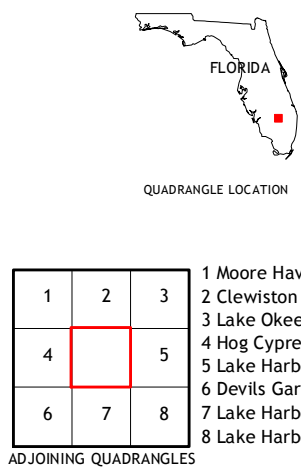 FLORIDA
QUADRANGLE LOCATION
1 2 3
4 5
6 7 8
1 Moore Hav
2 Clewiston
3 Lake Okee
4 Hog Cypre
5 Lake Harb
6 Devils Gar
7 Lake Harb
8 Lake Harb
ADJOINING QUADRANGLES